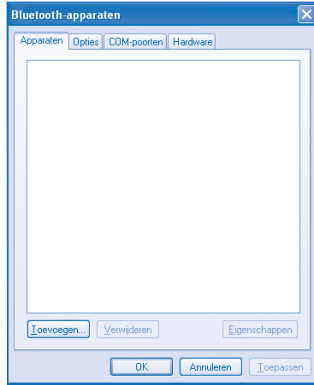 Bluetooth-apparaten
Apparaten Opties COM-poorten Hardware
Toevoegen... Verwijderen Eigenschappen
OK Annuleren Toepassen